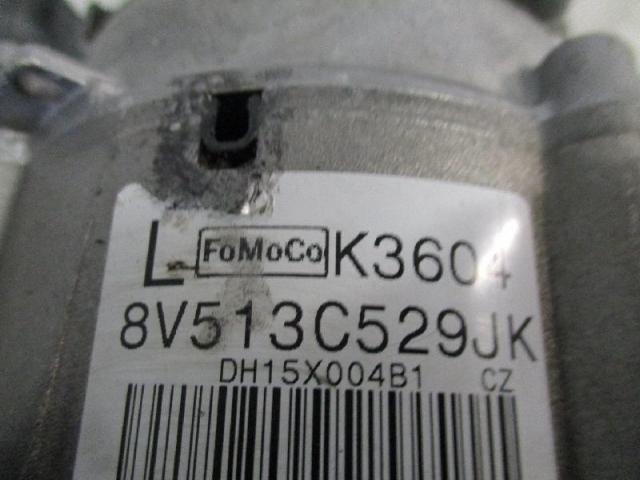 L FoMoCo K3604
8V513C529JK
DH15X004B1 CZ